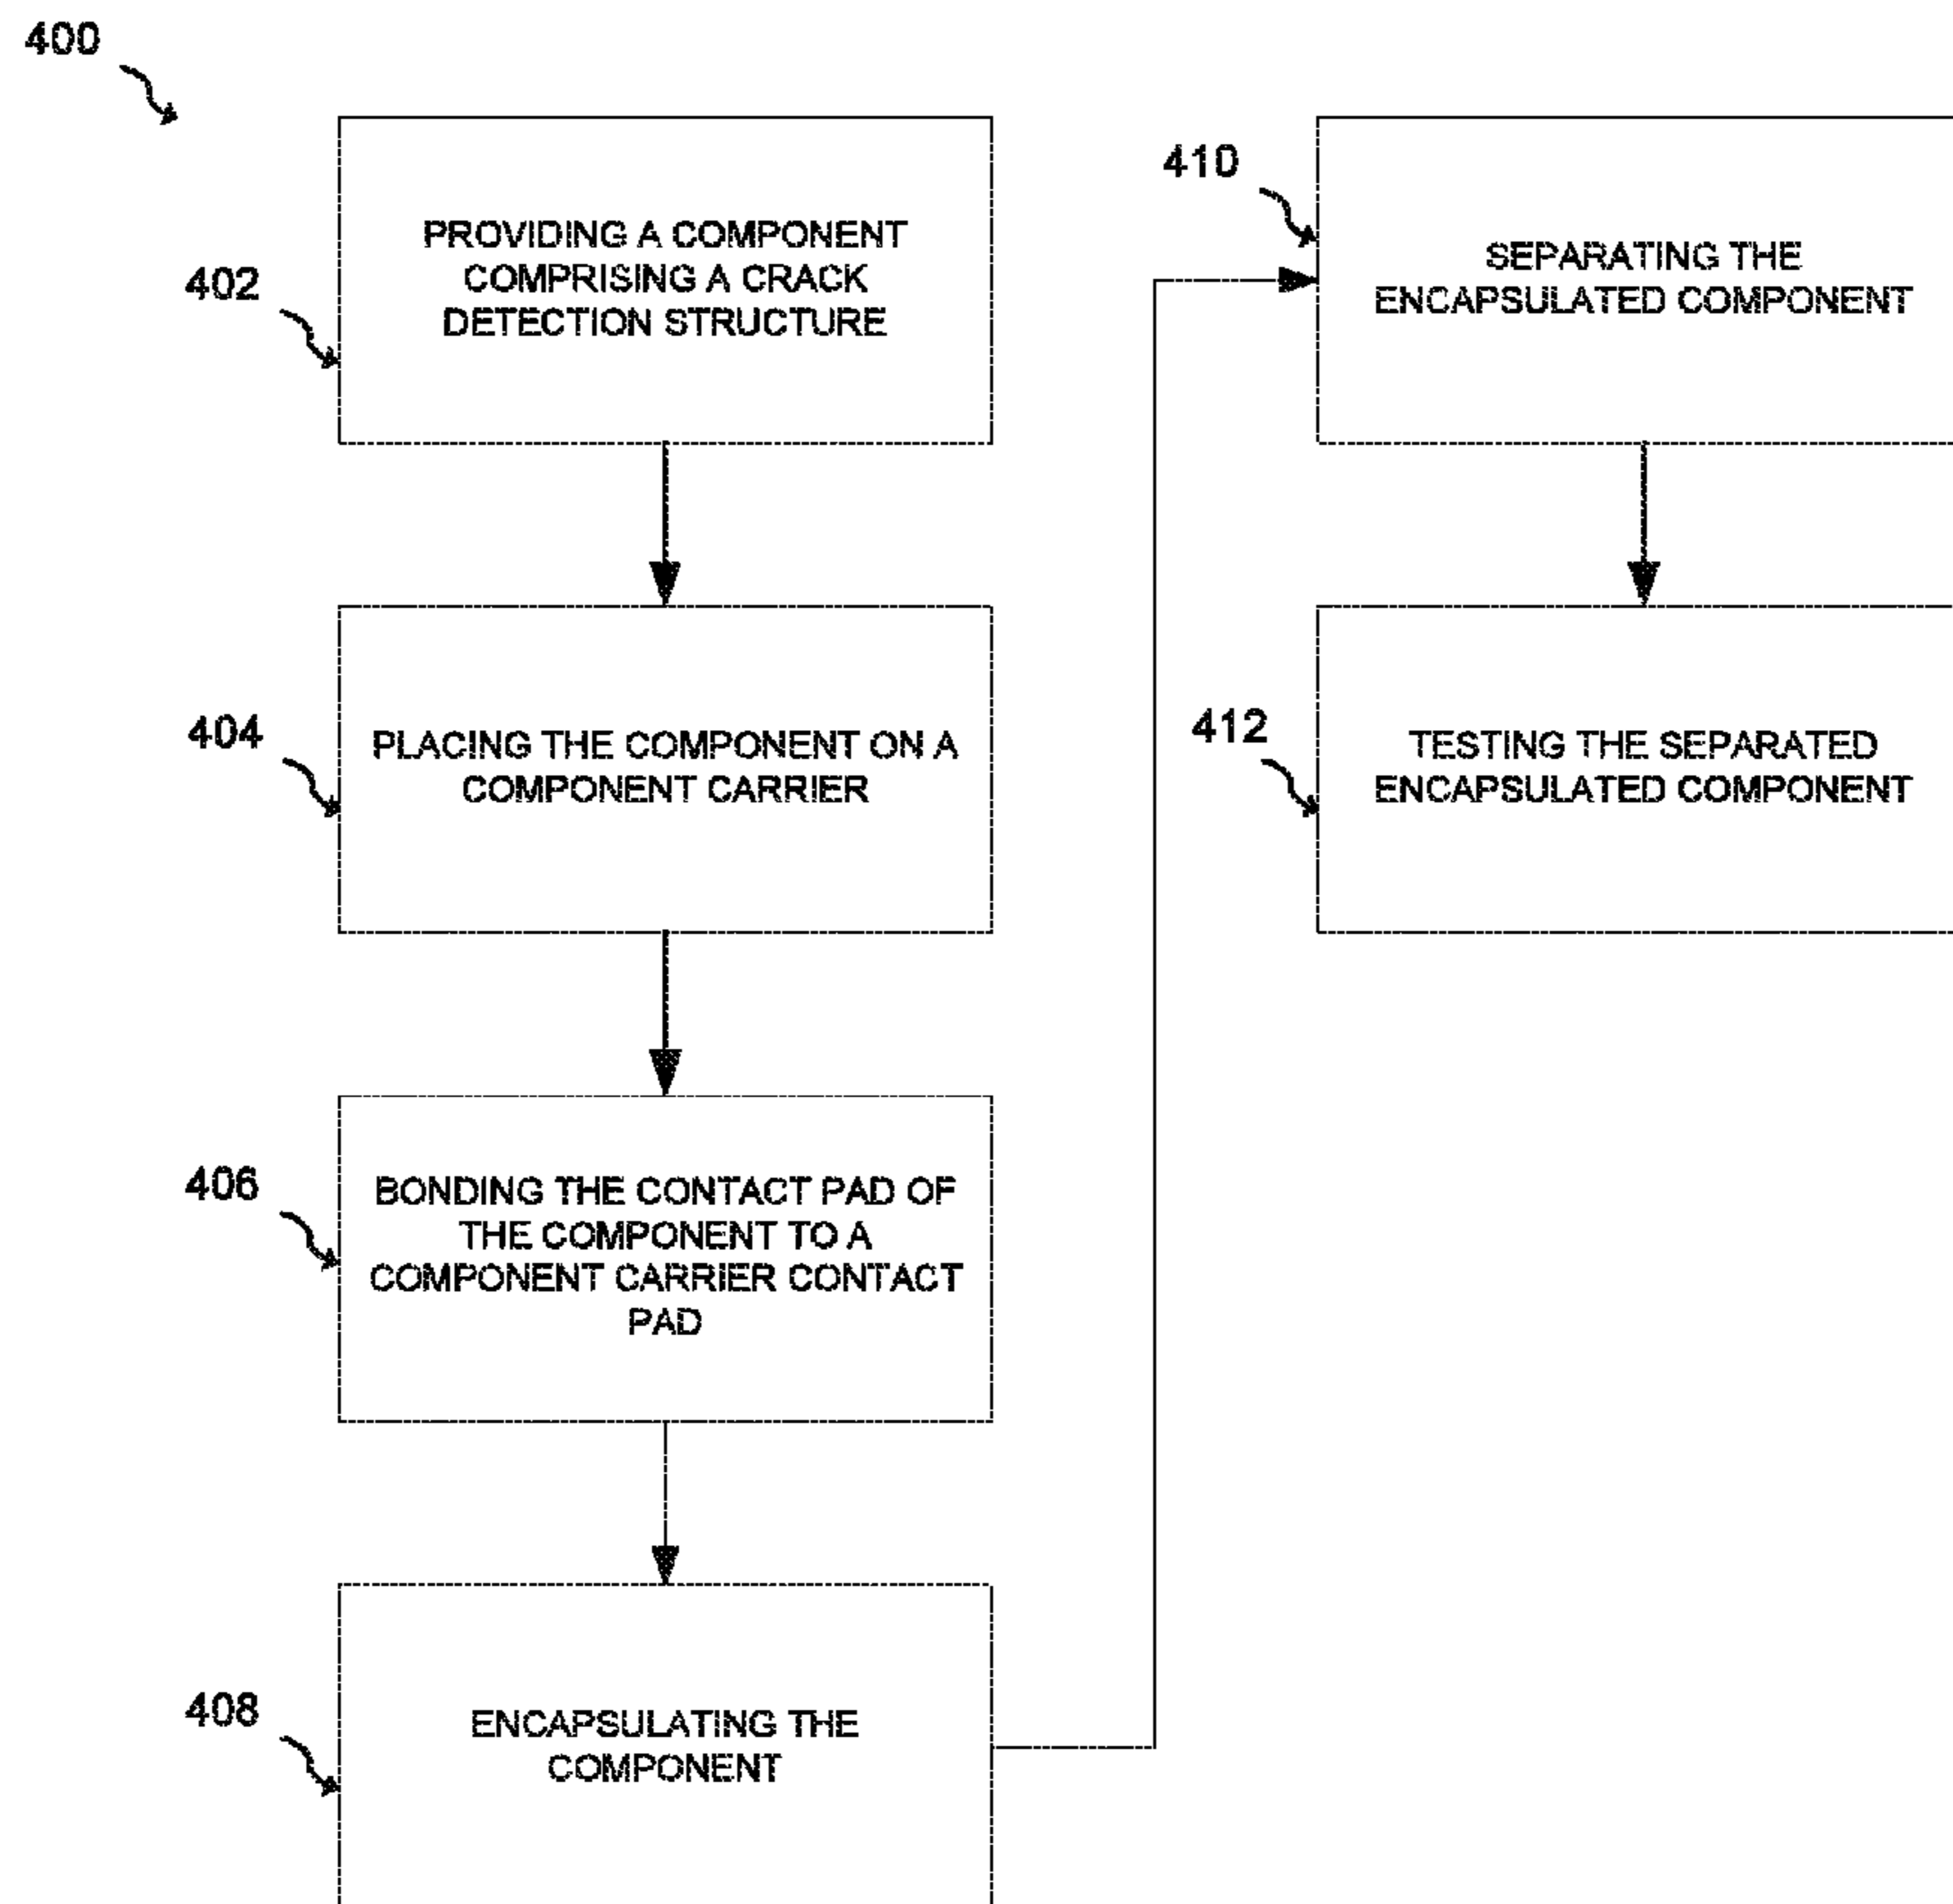 400
402
PROVIDING A COMPONENT
COMPRISING A CRACK
DETECTION STRUCTURE
404
PLACING THE COMPONENT ON A
COMPONENT CARRIER
406
BONDING THE CONTACT PAD OF
THE COMPONENT TO A
COMPONENT CARRIER CONTACT
PAD
408
ENCAPSULATING THE
COMPONENT
410
SEPARATING THE
ENCAPSULATED COMPONENT
412
TESTING THE SEPARATED
ENCAPSULATED COMPONENT